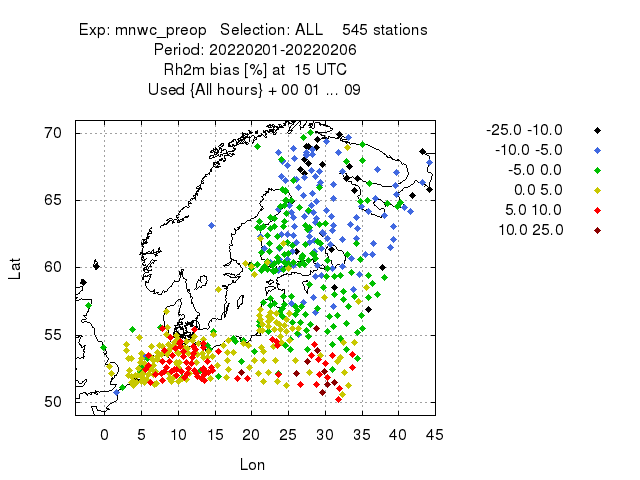 Exp: mnwc_preop Selection: ALL 545 stations
Period: 20220201-20220206
Rh2m bias [%] at 15 UTC
Used {All hours} + 00 01 ... 09
-25.0 -10.0
-10.0 -5.0
-5.0 0.0
0.0 5.0
5.0 10.0
10.0 25.0
70
65
60
55
50
Lat
0 5 10 15 20 25 30 35 40 45
Lon